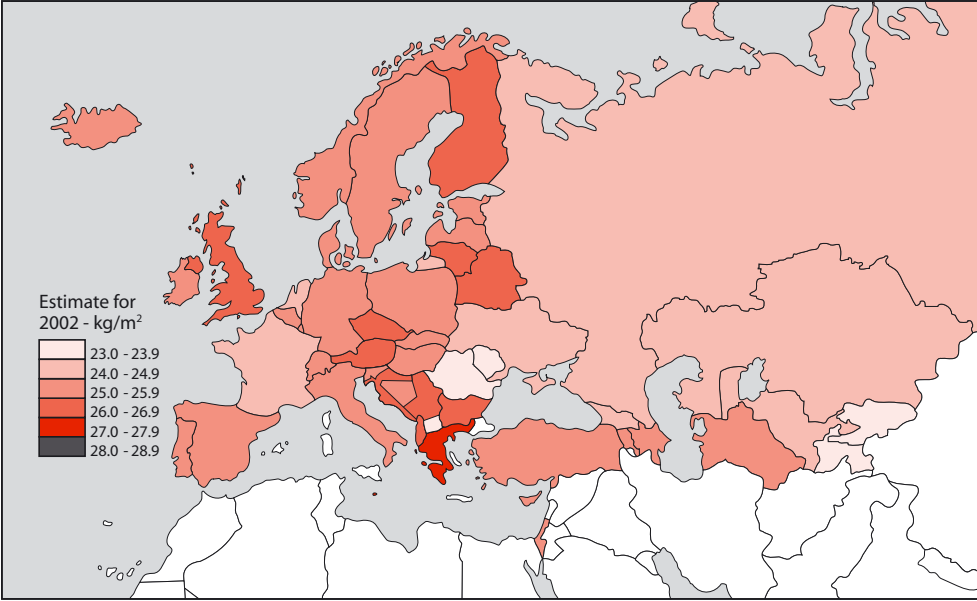 Estimate for
2002 - kg/m²
23.0 - 23.9
24.0 - 24.9
25.0 - 25.9
26.0 - 26.9
27.0 - 27.9
28.0 - 28.9